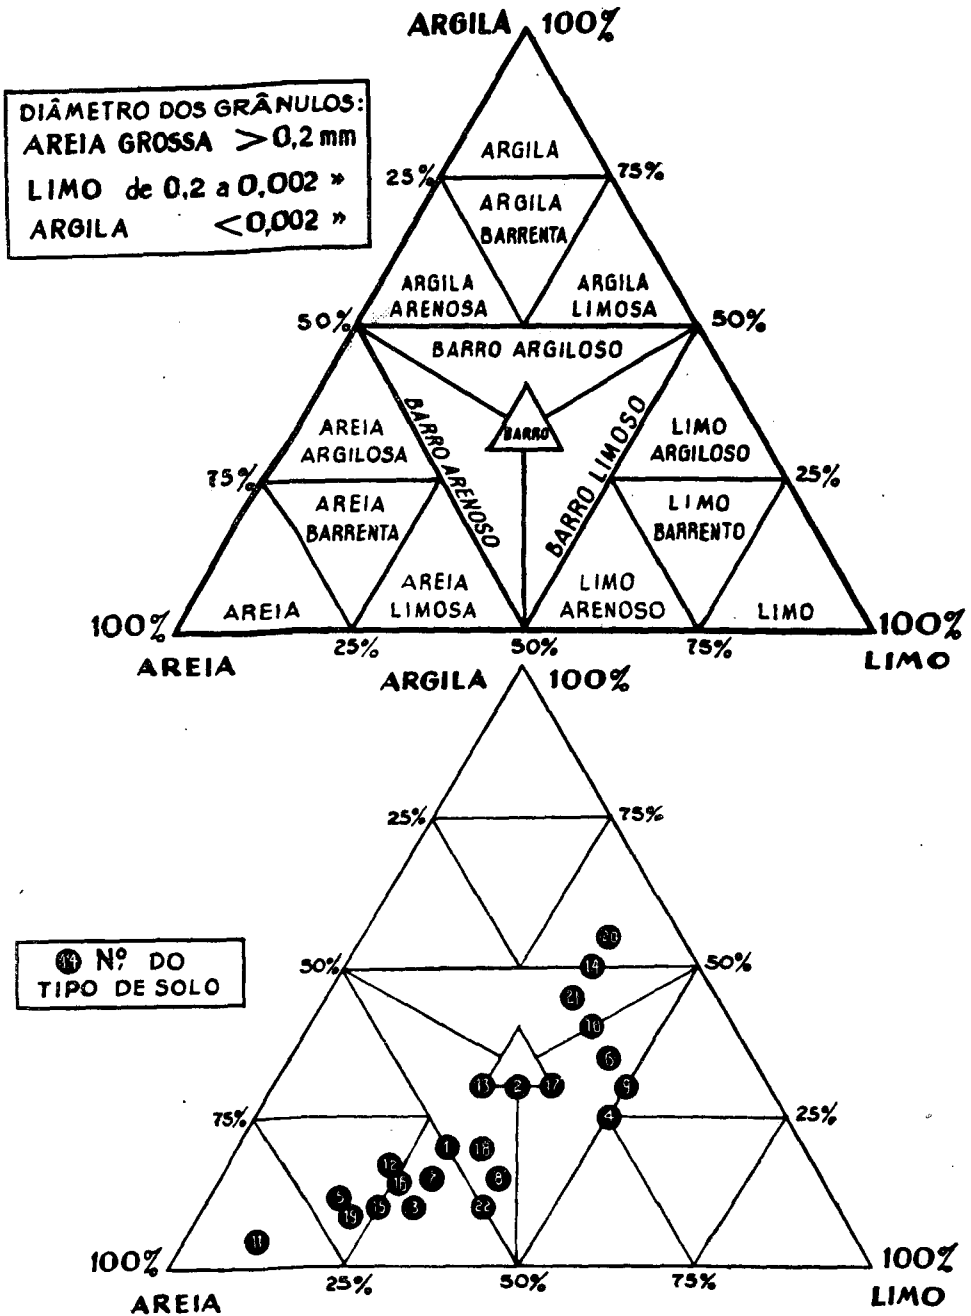 ARGILA 100%
DIÂMETRO DOS GRÂNULOS:
AREIA GROSSA >0,2 mm
LIMO de 0,2 a 0,002 »
ARGILA <0,002 »
ARGILA
25% 75%
ARGILA
BARRENTA
ARGILA
ARENOSA
ARGILA
LIMOSA
50% 50%
BARRO ARGILOSO
BARRO
BARRO ARENOSO
BARRO LIMOSO
AREIA
ARGILOSA
LIMO
ARGILOSO
75% 25%
AREIA
BARRENTA
LIMO
BARRENTO
AREIA
AREIA
LIMOSA
LIMO
ARENOSO
LIMO
100% 100%
25% 50% 75%
AREIA LIMO
ARGILA 100%
25% 75%
14 Nº DO
TIPO DE SOLO
20
50% 14 50%
21
10
6
13 2 17 9
75% 4 25%
1 18
12
16 7 8
5
19 15 3 22
11
100% 100%
25% 50% 75%
AREIA LIMO